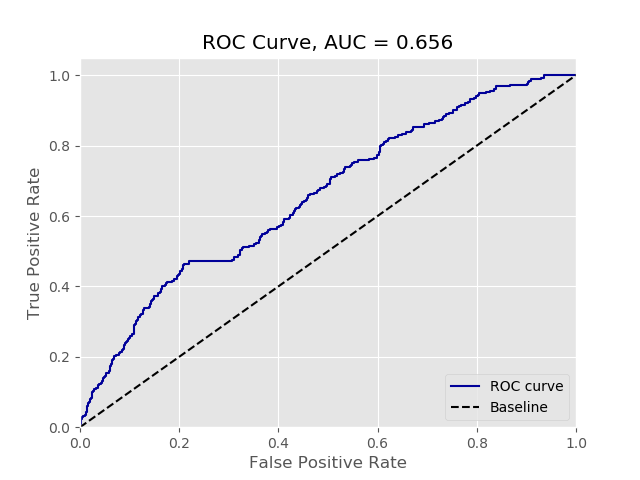 ROC Curve, AUC = 0.656
True Positive Rate
1.0
0.8
0.6
0.4
0.2
0.0
0.0 0.2 0.4 0.6 0.8 1.0
False Positive Rate
ROC curve
Baseline